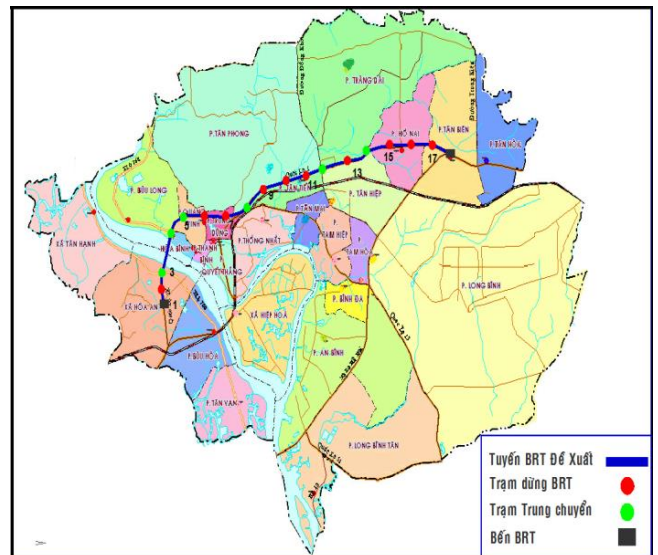 P. TRẢNG DÀI
P.TÂN PHONG
P. HỐ NAI
P.TÂN BIÊN
P.TÂN HÒA
P. BỬU LONG
15
17
13
11
9
P. TÂN HIỆP
XÃ TÂN HẠNH
P.THỐNG NHẤT
QUYẾT THẮNG
P. LONG BÌNH
3
1
XÃ HÓA AN
XÃ HIỆP HOÀ
P. BÌNH ĐA
P. AN BÌNH
P.BỬU HÒA
P. TÂN VẠN
P. LONG BÌNH TÂN
Tuyến BRT Đề Xuất
Trạm dừng BRT
Trạm Trung chuyển
Bến BRT